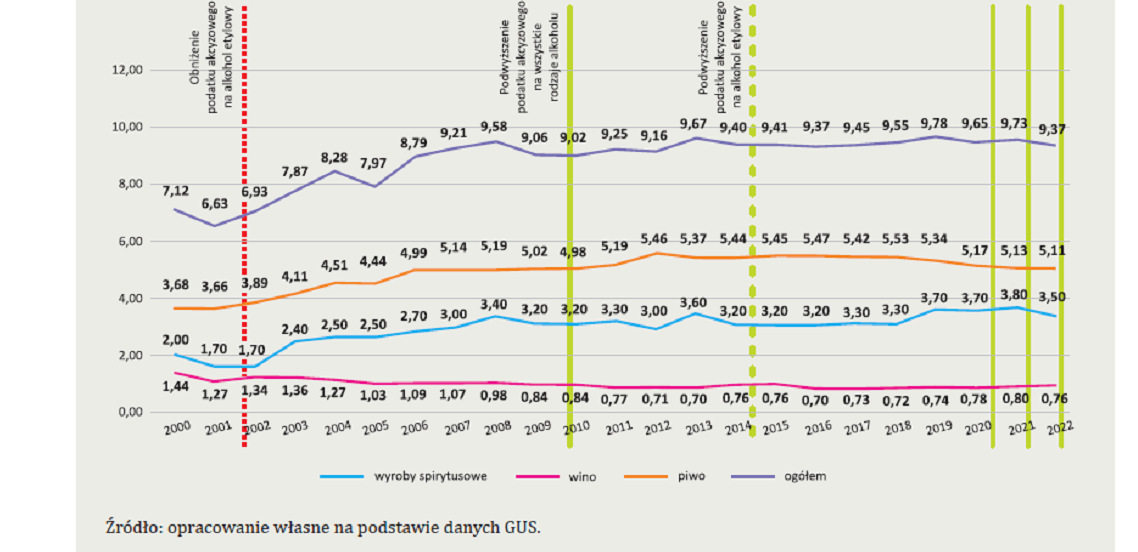 Obniżenie
podatku akcyzowego
na alkohol etylowy
Podwyższenie
podatku akcyzowego
na wszystkie
rodzaje alkoholu
Podwyższenie
podatku akcyzowego
na alkohol etylowy
12,00
10,00
8,00
6,00
4,00
2,00
0,00
7,12 6,63 6,93 7,87 8,28 7,97 8,79 9,21 9,58 9,06 9,02 9,25 9,16 9,67 9,40 9,41 9,37 9,45 9,55 9,78 9,65 9,73 9,37
3,68 3,66 3,89 4,11 4,51 4,44 4,99 5,14 5,19 5,02 4,98 5,19 5,46 5,37 5,44 5,45 5,47 5,42 5,53 5,34 5,17 5,13 5,11
2,00 1,70 1,70 2,40 2,50 2,50 2,70 3,00 3,40 3,20 3,20 3,30 3,00 3,60 3,20 3,20 3,20 3,30 3,30 3,70 3,70 3,80 3,50
1,44 1,27 1,34 1,36 1,27 1,03 1,09 1,07 0,98 0,84 0,84 0,77 0,71 0,70 0,76 0,76 0,70 0,73 0,72 0,74 0,78 0,80 0,76
2000 2001 2002 2003 2004 2005 2006 2007 2008 2009 2010 2011 2012 2013 2014 2015 2016 2017 2018 2019 2020 2021 2022
wyroby spirytusowe wino piwo ogółem
Źródło: opracowanie własne na podstawie danych GUS.